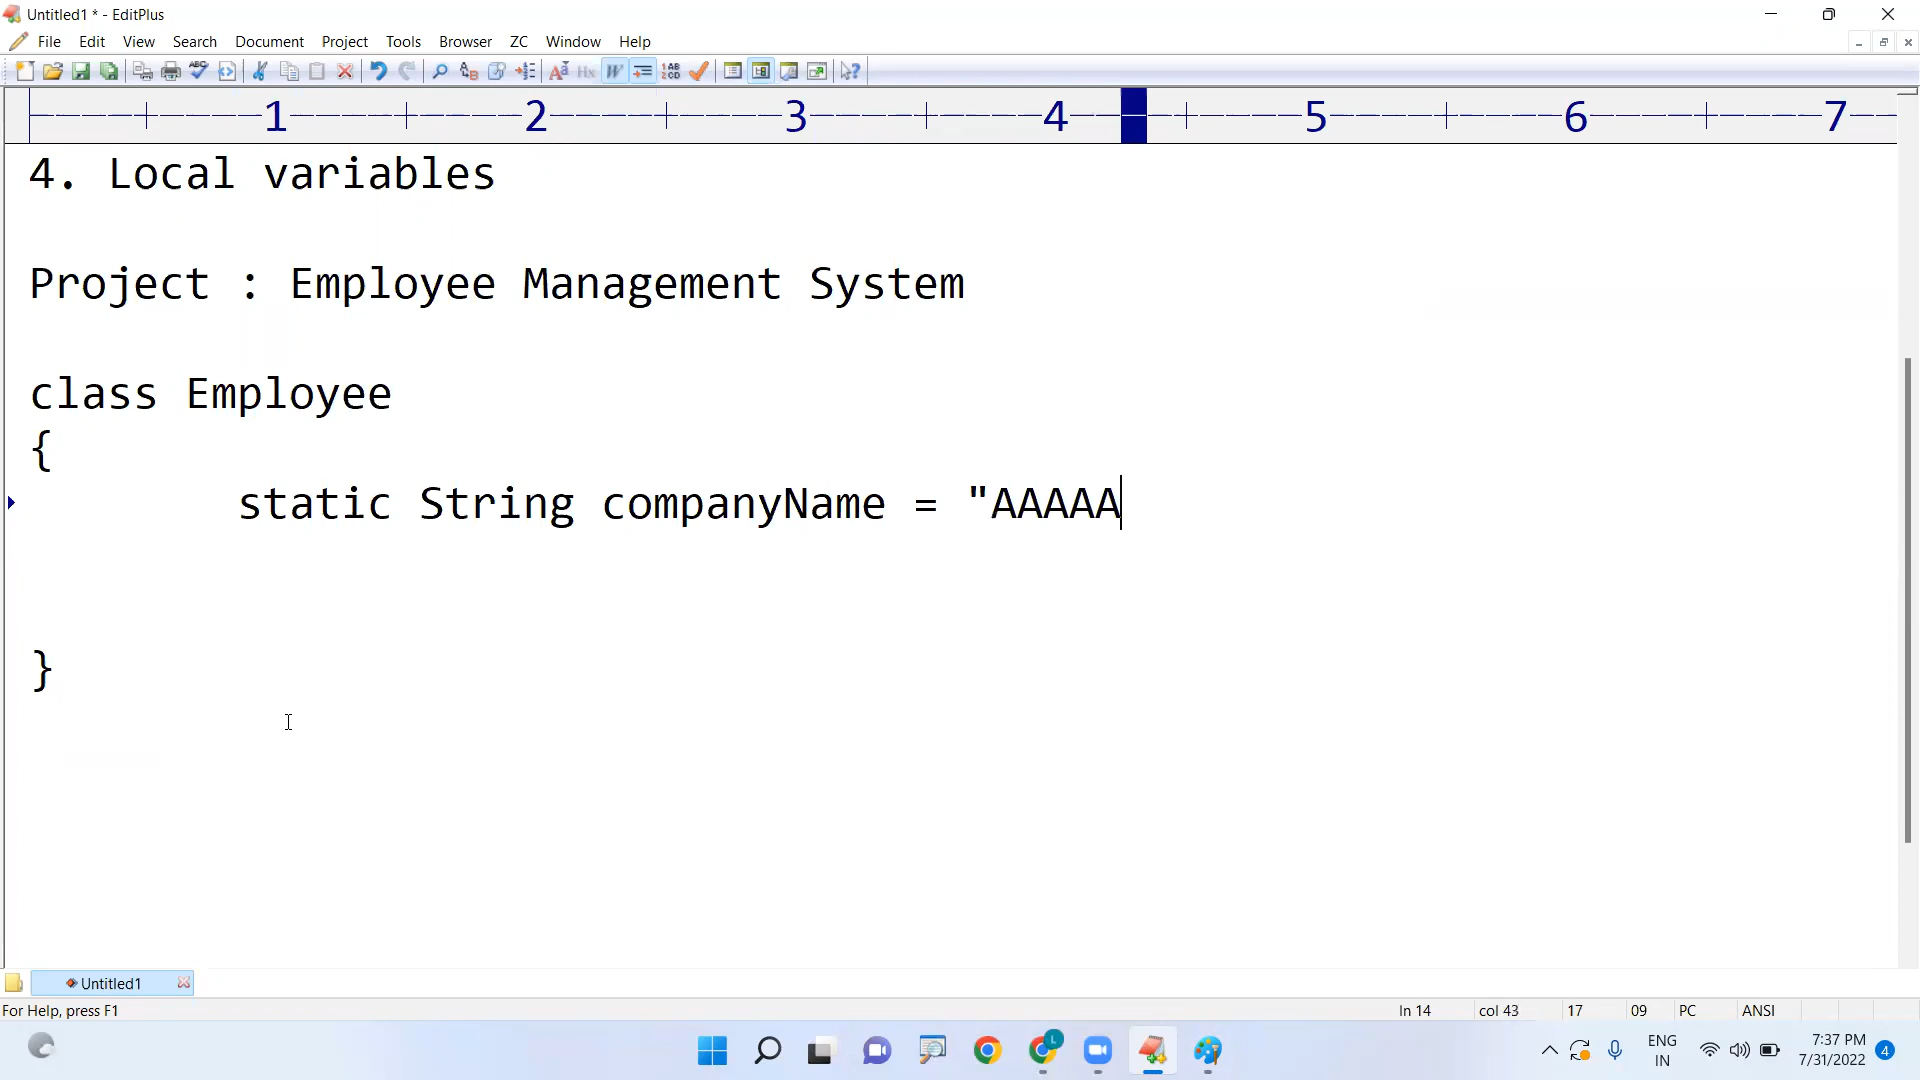 Untitled1 * - EditPlus
File Edit View Search Document Project Tools Browser ZC Window Help
1 2 3 4 5 6 7
4. Local variables
Project : Employee Management System
class Employee
{
static String companyName = "AAAAA
}
Untitled1
For Help, press F1 ln 14 col 43 17 09 PC ANSI
ENG 7:37 PM
IN 7/31/2022 4